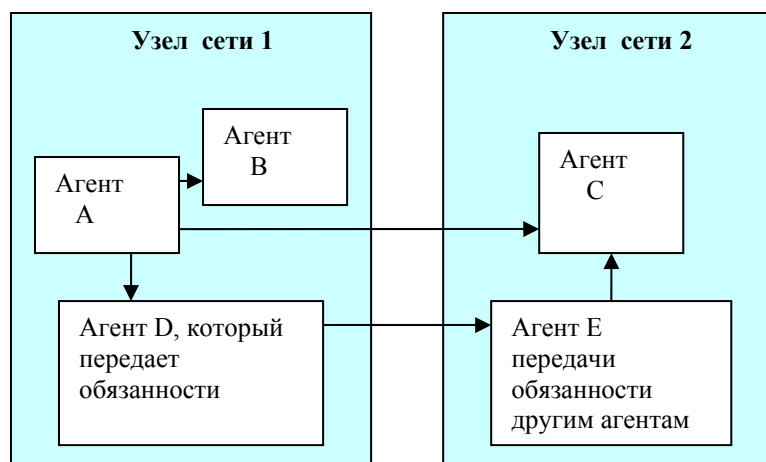 Узел сети 1
Агент
B
Агент
A
Агент D, который
передает
обязанности
Узел сети 2
Агент
C
Агент E
передачи
обязанности
другим агентам